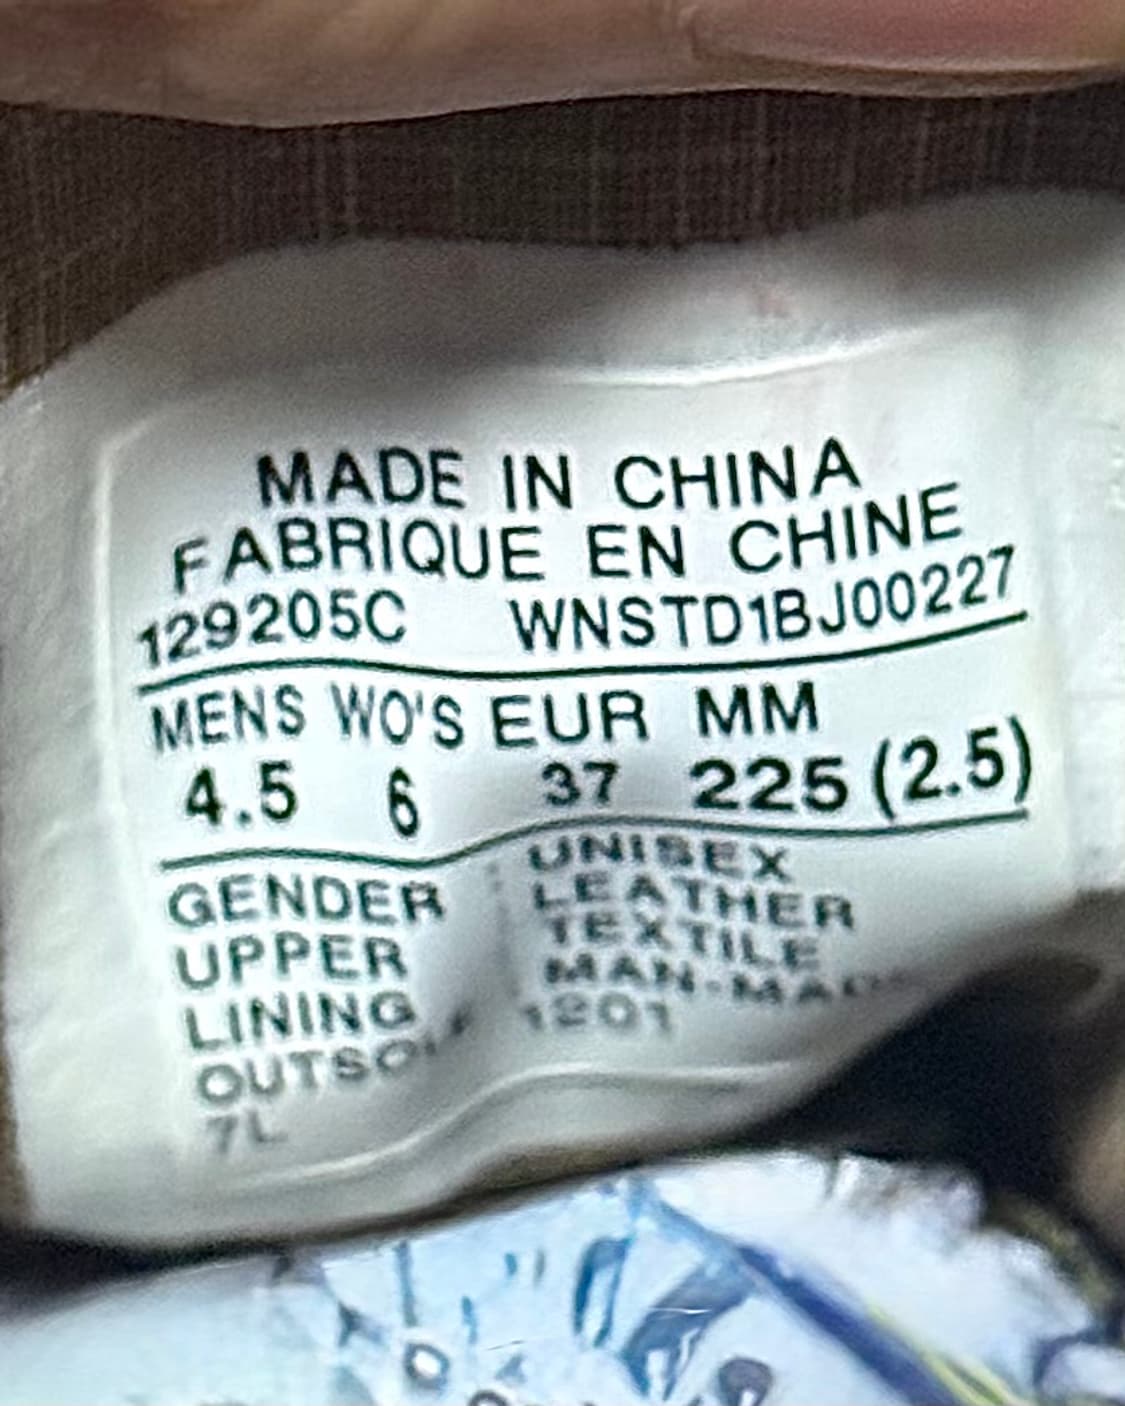 MADE IN CHINA
FABRIQUE EN CHINE
129205C WNSTD1BJ00227
MENS WO'S EUR MM
4.5 6 37 225 (2.5)
GENDER : UNISEX
UPPER LEATHER
LINING TEXTILE
7L 1201